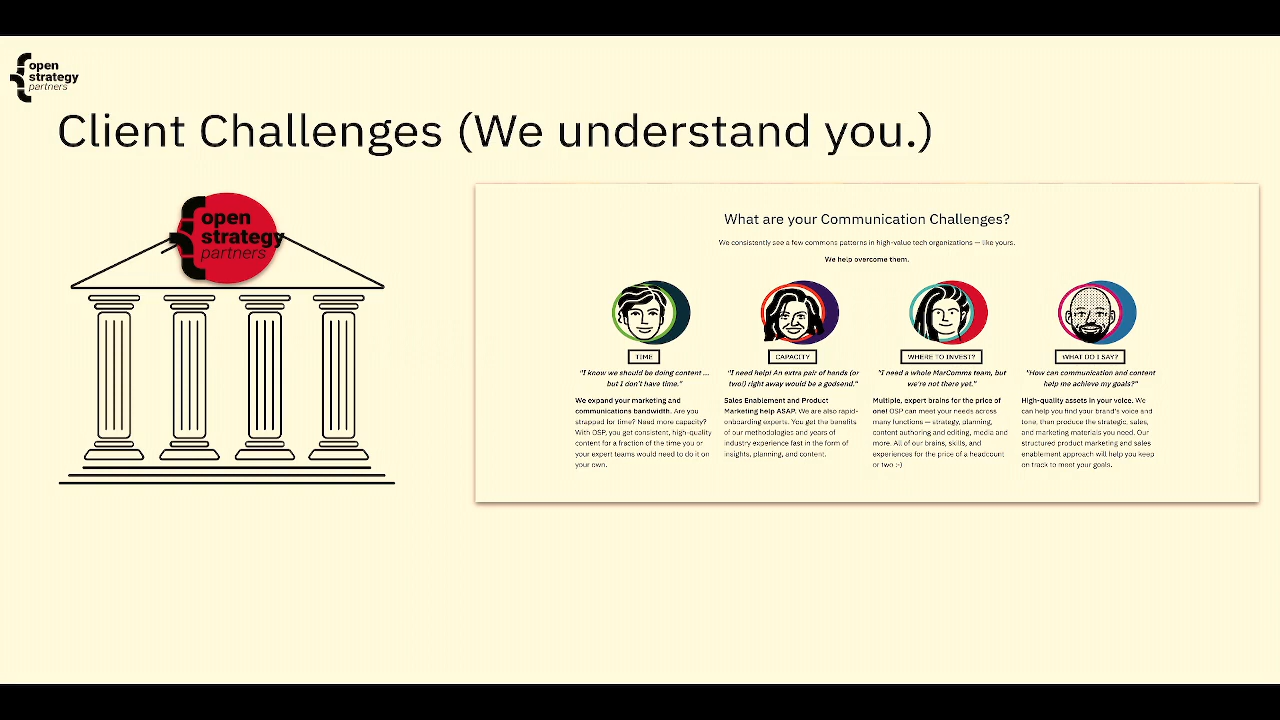 open
strategy
partners
Client Challenges (We understand you.)
open
strategy
partners
What are your Communication Challenges?
We consistently see a few commons patterns in high-value tech organizations — like yours.
We help overcome them.
TIME
"I know we should be doing content ...
but I don't have time."
We expand your marketing and
communications bandwidth. Are you
strapped for time? Need more capacity?
With OSP, you get consistent, high-quality
content for a fraction of the time you or
your expert teams would need to do it on
your own.
CAPACITY
"I need help! An extra pair of hands (or
two!) right away would be a godsend."
Sales Enablement and Product
Marketing help ASAP. We are also rapid-
onboarding experts. You get the benefits
of our methodologies and years of
industry experience fast in the form of
insights, planning, and content.
WHERE TO INVEST?
"I need a whole MarComms team, but
we're not there yet."
Multiple, expert brains for the price of
one! OSP can meet your needs across
many functions — strategy, planning,
content authoring and editing, media and
more. All of our brains, skills, and
experiences for the price of a headcount
or two :-)
WHAT DO I SAY?
"How can communication and content
help me achieve my goals?"
High-quality assets in your voice. We
can help you find your brand's voice and
tone, than produce the strategic, sales,
and marketing materials you need. Our
structured product marketing and sales
enablement approach will help you keep
on track to meet your goals.